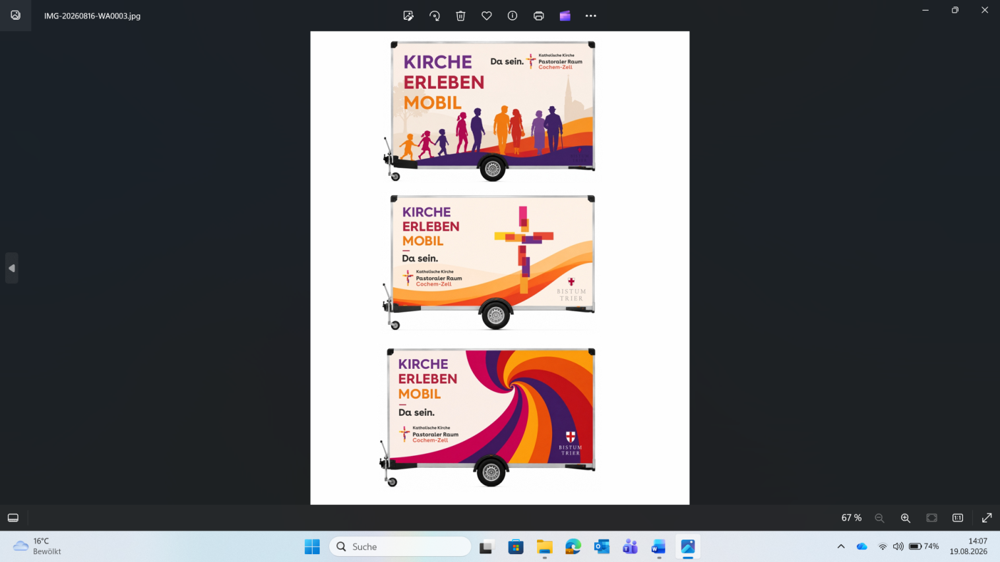 IMG-20260816-WA0003.jpg
KIRCHE
ERLEBEN
MOBIL
Da sein.
Katholische Kirche
Pastoraler Raum
Cochem-Zell
KIRCHE
ERLEBEN
MOBIL
Da sein.
Katholische Kirche
Pastoraler Raum
Cochem-Zell
BISTUM
TRIER
KIRCHE
ERLEBEN
MOBIL
Da sein.
Katholische Kirche
Pastoraler Raum
Cochem-Zell
BISTUM
TRIER
67 %
1:1
16°C
Bewölkt
Suche
74%
14:07
19.08.2026